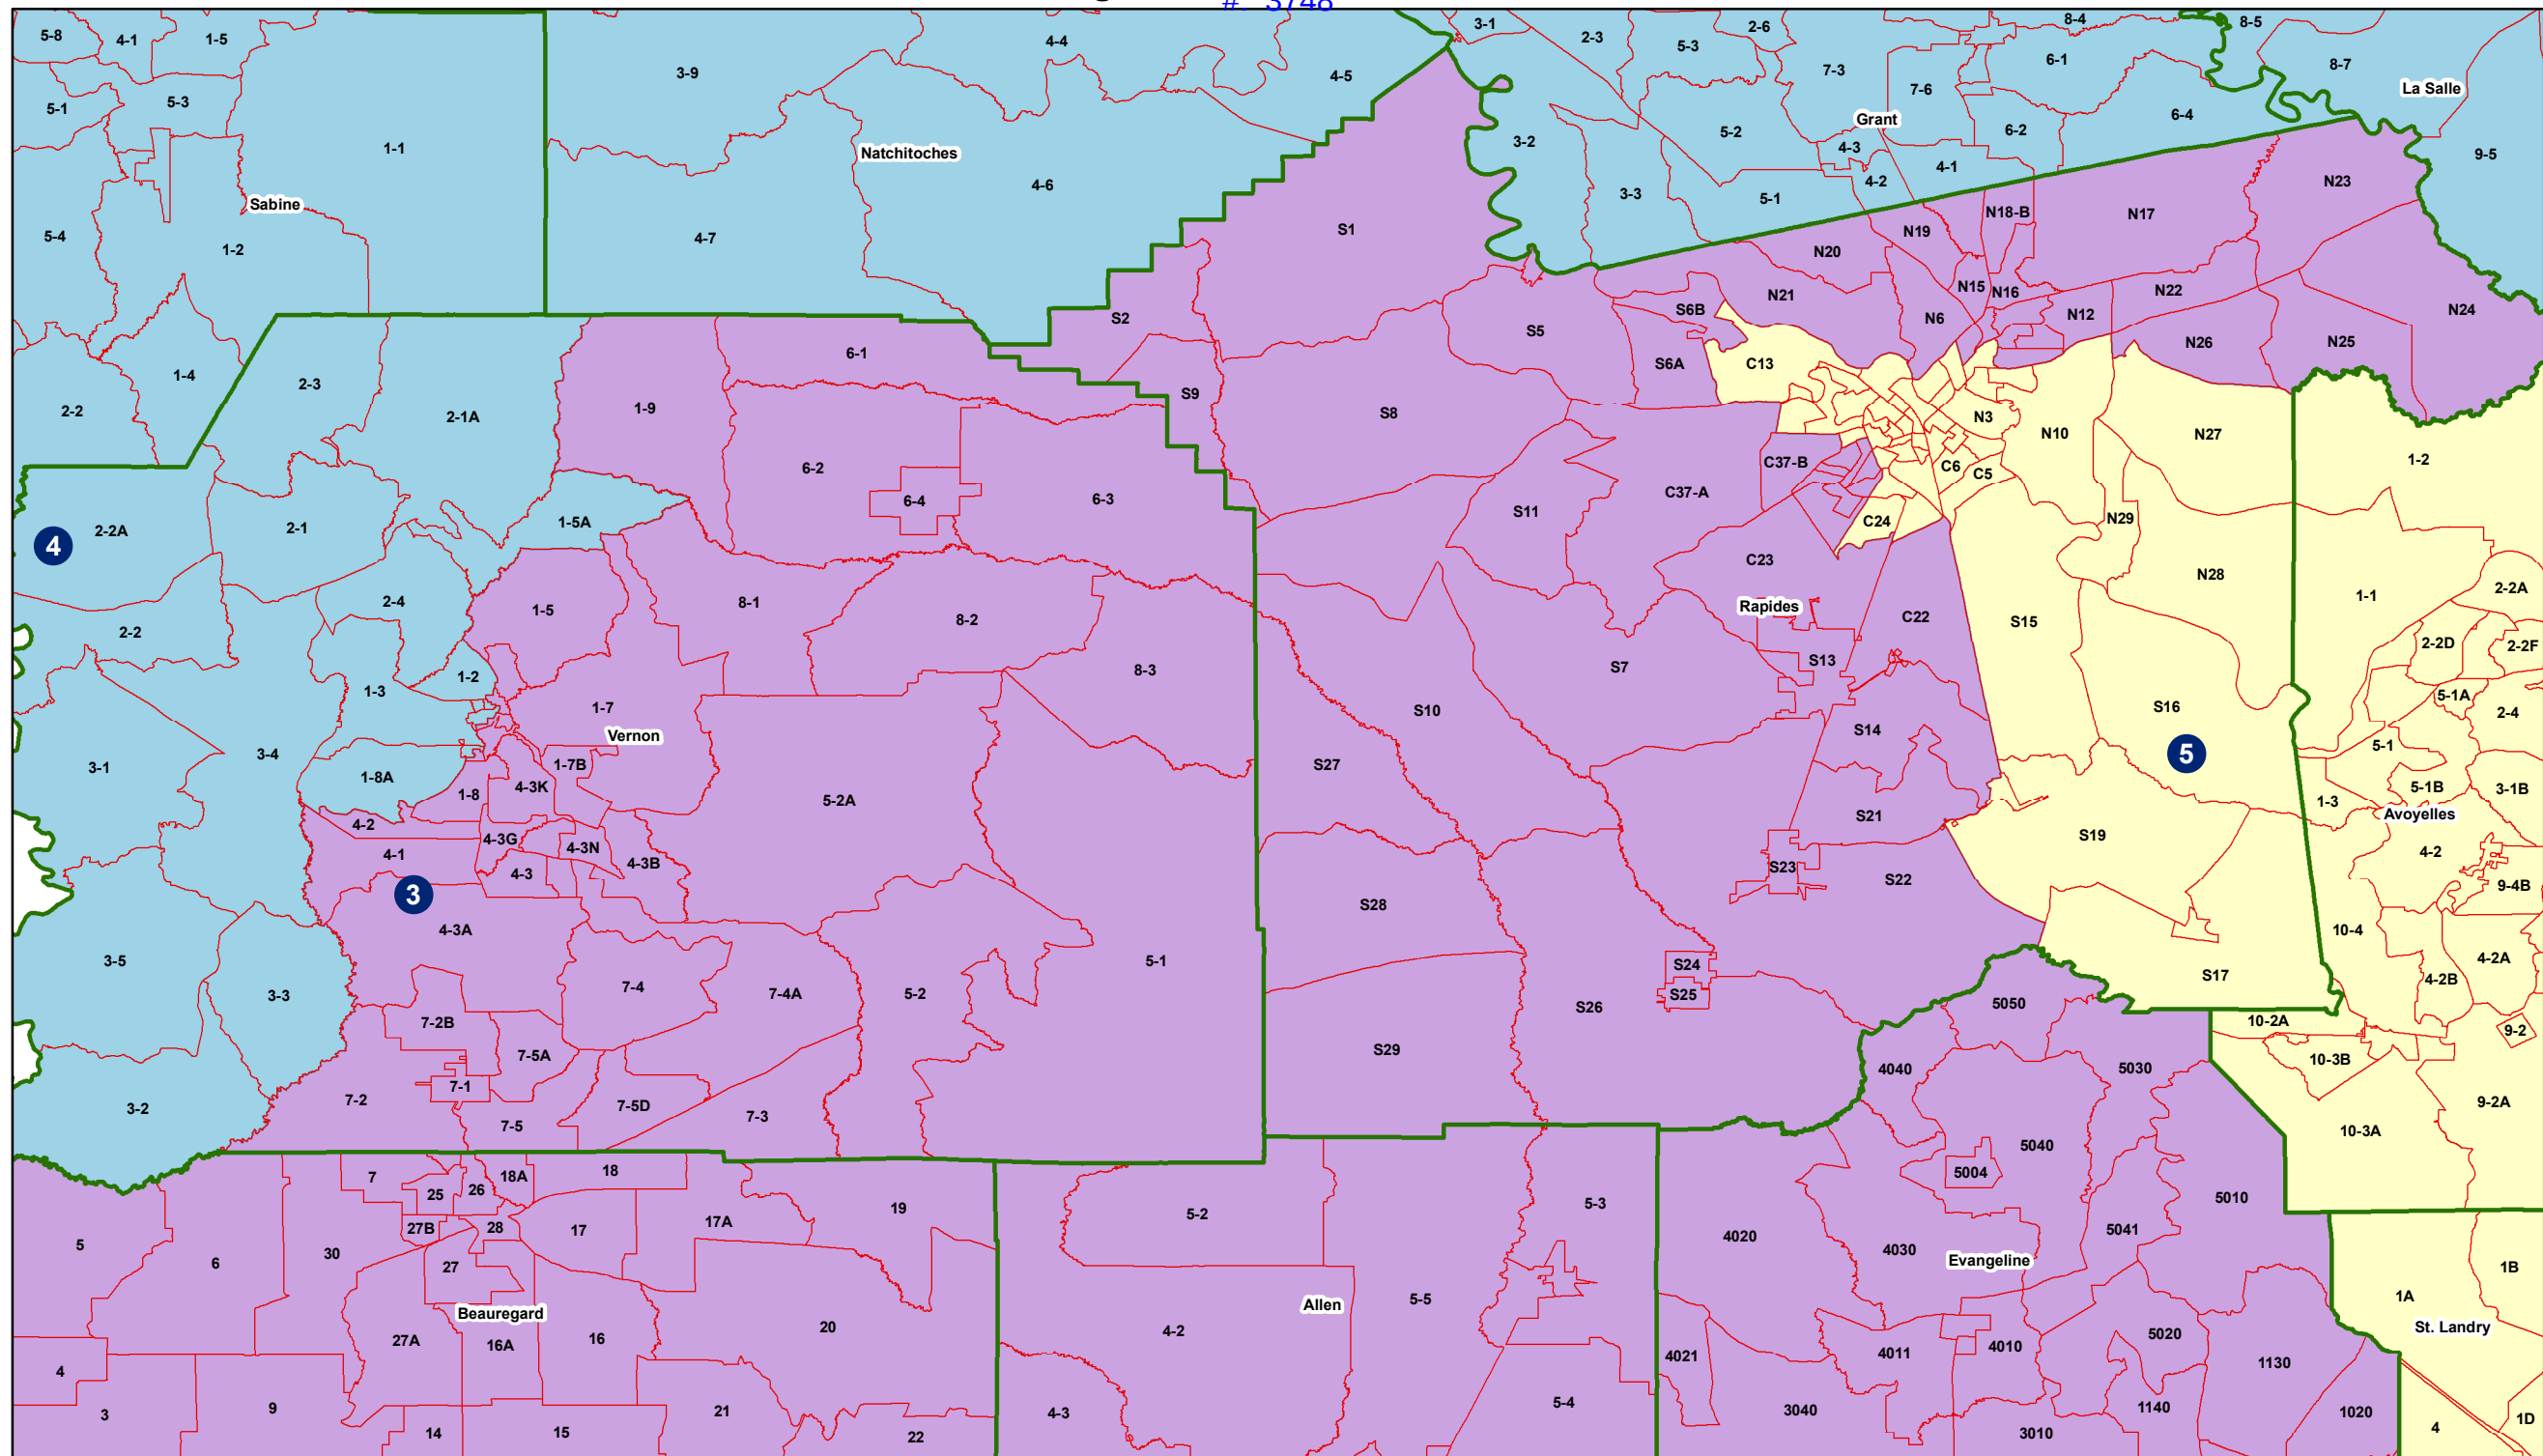 #: 3748
5-8
4-1
1-5
3-9
4-4
4-5
3-1
2-3
5-3
2-6
7-3
8-4
6-1
8-5
8-7
La Salle
5-1
5-3
1-1
Natchitoches
3-2
5-2
Grant
7-6
4-3
4-1
6-2
6-4
9-5
Sabine
5-4
1-2
4-7
4-6
S1
3-3
5-1
4-2
N18-B
N17
N23
N19
N20
N15
N16
N21
N6
N12
N22
N24
S2
S5
S6B
S6A
C13
N26
N25
2-2
1-4
2-3
2-1A
1-9
6-1
S9
S8
N3
N10
N27
1-2
6-2
6-4
6-3
S11
C37-A
C37-B
C6
C5
C24
N29
4
2-2A
2-1
1-5A
N28
1-1
2-2A
2-2
2-4
1-5
8-1
8-2
8-3
C23
Rapides
C22
S15
2-2D
2-2F
1-3
1-2
1-7
Vernon
S10
S7
S13
S14
S16
5
5-1A
2-4
5-1
3-1
3-4
1-8A
1-8
1-7B
4-3K
5-2A
S27
S21
S19
1-3
5-1B
3-1B
Avoyelles
4-2
4-1
4-3G
4-3N
4-3B
4-3
S23
S22
4-2
9-4B
3
4-3A
S28
10-4
3-5
3-3
7-4
7-4A
5-2
5-1
S24
S25
S26
5050
S17
4-2B
4-2A
7-2B
7-5A
S29
4040
5030
10-2A
10-3B
9-2
7-1
3-2
7-2
7-5
7-5D
7-3
9-2A
10-3A
5040
5004
7
25
26
18A
18
19
5-2
5-3
5010
5
6
30
27B
28
17
17A
4020
4030
Evangeline
5041
27
Beauregard
20
Allen
5-5
4-2
1A
1B
St. Landry
27A
16A
16
4021
4011
4010
5020
1130
4
3
9
14
15
21
22
4-3
5-4
3040
3010
1140
1020
4
1D